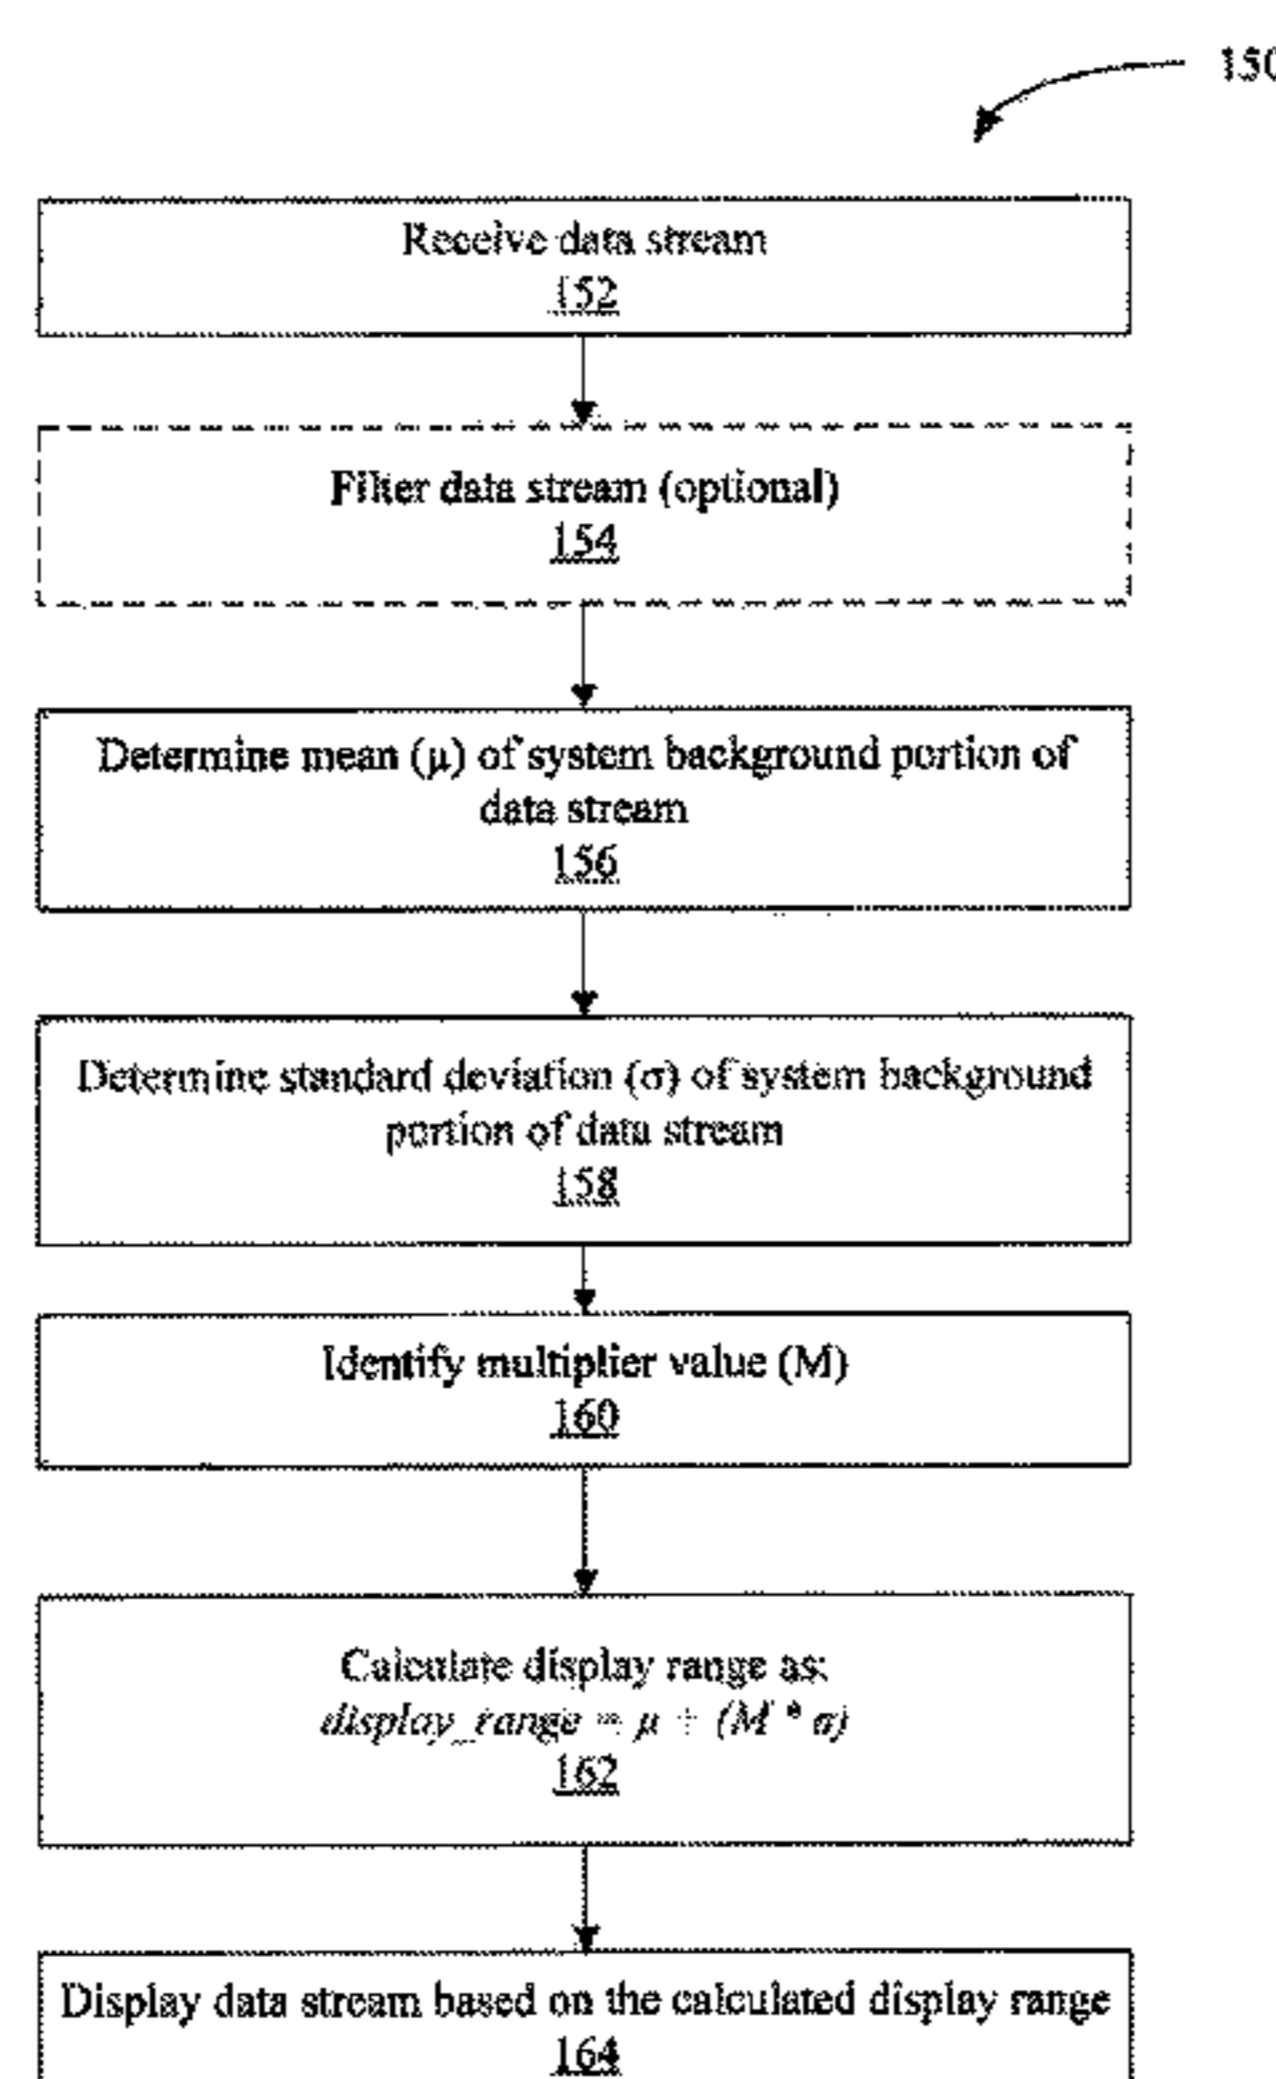 150
Receive data stream
152
Filter data stream (optional)
154
Determine mean (μ) of system background portion of
data stream
156
Determine standard deviation (σ) of system background
portion of data stream
158
Identify multiplier value (M)
160
Calculate display range as:
display_range = μ + (M * σ)
162
Display data stream based on the calculated display range
164